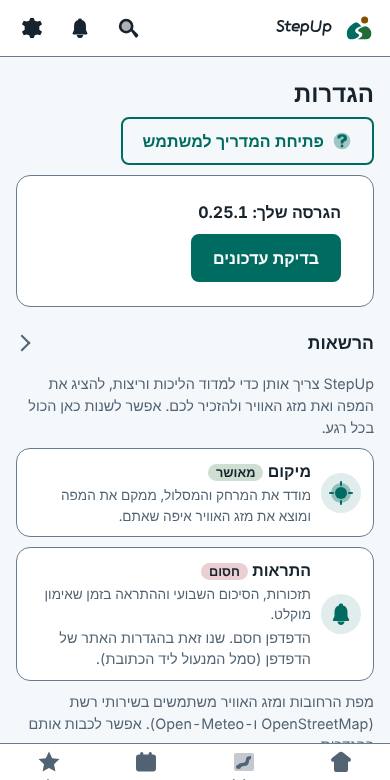 StepUp
הגדרות
פתיחת המדריך למשתמש
הגרסה שלך: 0.25.1
בדיקת עדכונים
הרשאות
StepUp צריך אותן כדי למדוד הליכות וריצות, להציג את
המפה ואת מזג האוויר ולהזכיר לכם. אפשר לשנות כאן הכול
בכל רגע.
מיקום מאושר
מודד את המרחק והמסלול, ממקם את המפה
ומוצא את מזג האוויר איפה שאתם.
התראות חסום
תזכורות, הסיכום השבועי וההתראה בזמן שאימון
מוקלט.
הדפדפן חסם. שנו זאת בהגדרות האתר של
הדפדפן (סמל המנעול ליד הכתובת).
מפת הרחובות ומזג האוויר משתמשים בשירותי רשת
(OpenStreetMap ו-Open-Meteo). אפשר לכבות אותם